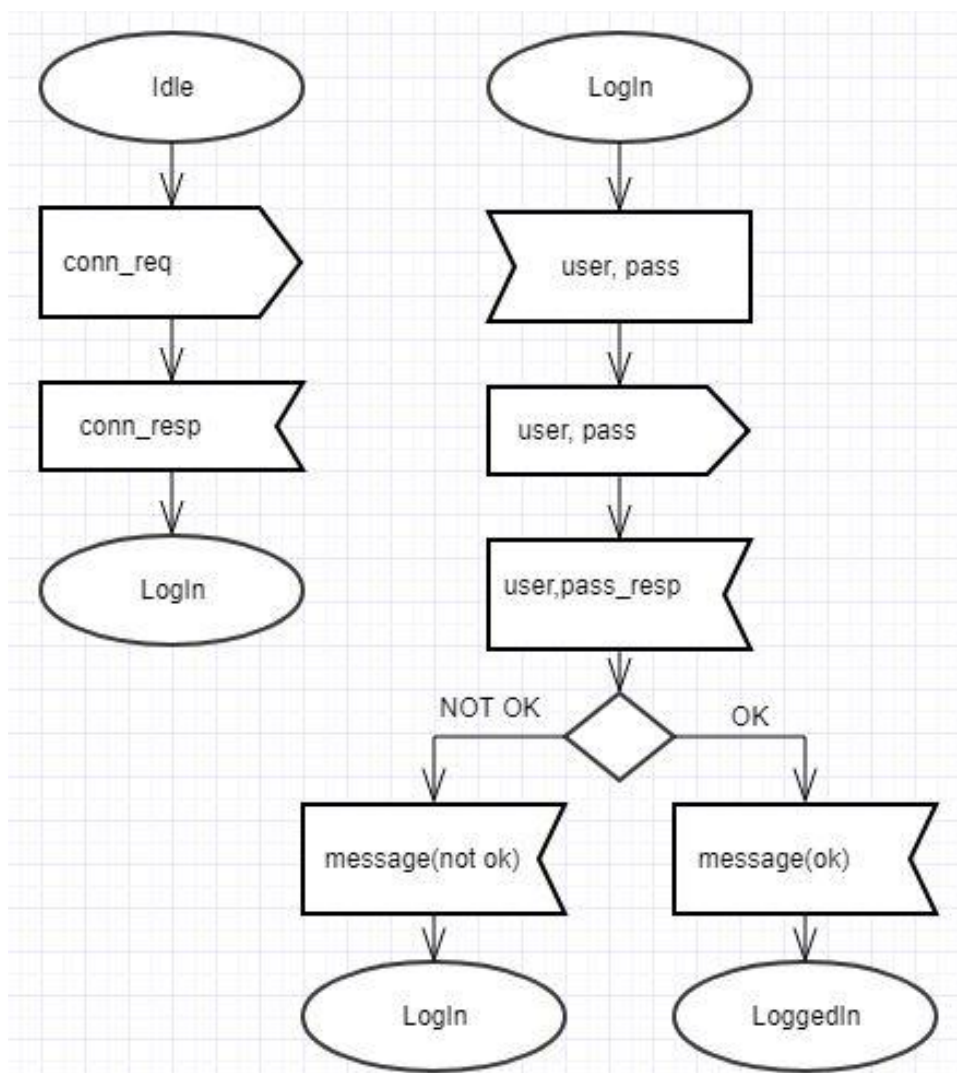 Idle
conn_req
conn_resp
LogIn
LogIn
user, pass
user, pass
user,pass_resp
NOT OK
OK
message(not ok)
message(ok)
LogIn
LoggedIn